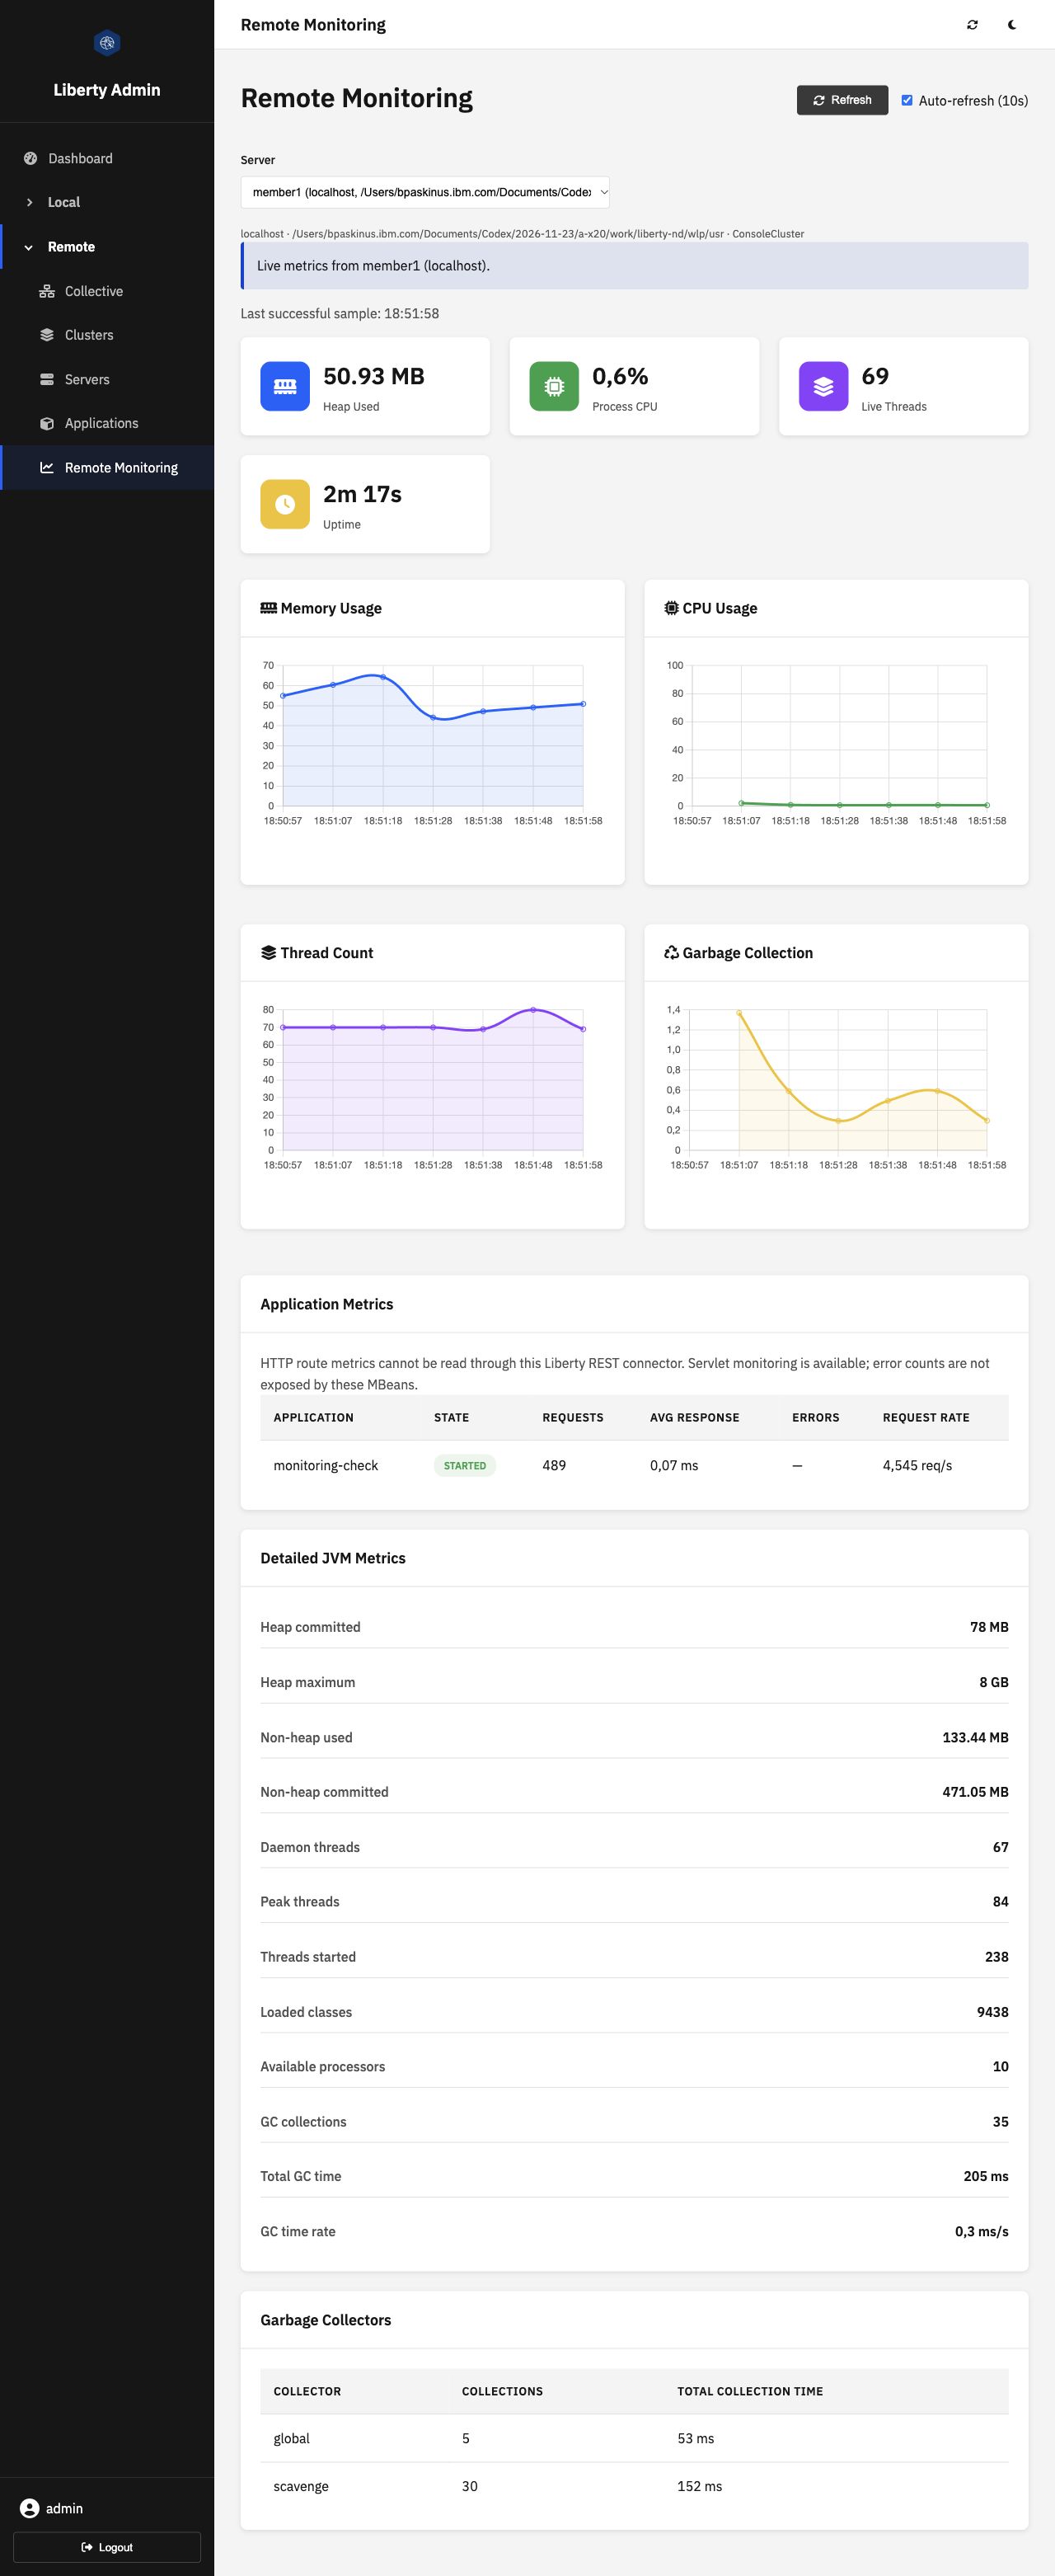 Liberty Admin
Dashboard
Local
Remote
Collective
Clusters
Servers
Applications
Remote Monitoring
admin
Logout
Remote Monitoring
Remote Monitoring
Refresh
Auto-refresh (10s)
Server
member1 (localhost, /Users/bpaskinus.ibm.com/Documents/Codex
localhost · /Users/bpaskinus.ibm.com/Documents/Codex/2026-11-23/a-x20/work/liberty-nd/wlp/usr · ConsoleCluster
Live metrics from member1 (localhost).
Last successful sample: 18:51:58
50.93 MB
Heap Used
0,6%
Process CPU
69
Live Threads
2m 17s
Uptime
Memory Usage
70
60
50
40
30
20
10
0
18:50:57 18:51:07 18:51:18 18:51:28 18:51:38 18:51:48 18:51:58
CPU Usage
100
80
60
40
20
0
18:50:57 18:51:07 18:51:18 18:51:28 18:51:38 18:51:48 18:51:58
Thread Count
80
70
60
50
40
30
20
10
0
18:50:57 18:51:07 18:51:18 18:51:28 18:51:38 18:51:48 18:51:58
Garbage Collection
1,4
1,2
1,0
0,8
0,6
0,4
0,2
0
18:50:57 18:51:07 18:51:18 18:51:28 18:51:38 18:51:48 18:51:58
Application Metrics
HTTP route metrics cannot be read through this Liberty REST connector. Servlet monitoring is available; error counts are not
exposed by these MBeans.
APPLICATION STATE REQUESTS AVG RESPONSE ERRORS REQUEST RATE
monitoring-check STARTED 489 0,07 ms — 4,545 req/s
Detailed JVM Metrics
Heap committed 78 MB
Heap maximum 8 GB
Non-heap used 133.44 MB
Non-heap committed 471.05 MB
Daemon threads 67
Peak threads 84
Threads started 238
Loaded classes 9438
Available processors 10
GC collections 35
Total GC time 205 ms
GC time rate 0,3 ms/s
Garbage Collectors
COLLECTOR COLLECTIONS TOTAL COLLECTION TIME
global 5 53 ms
scavenge 30 152 ms